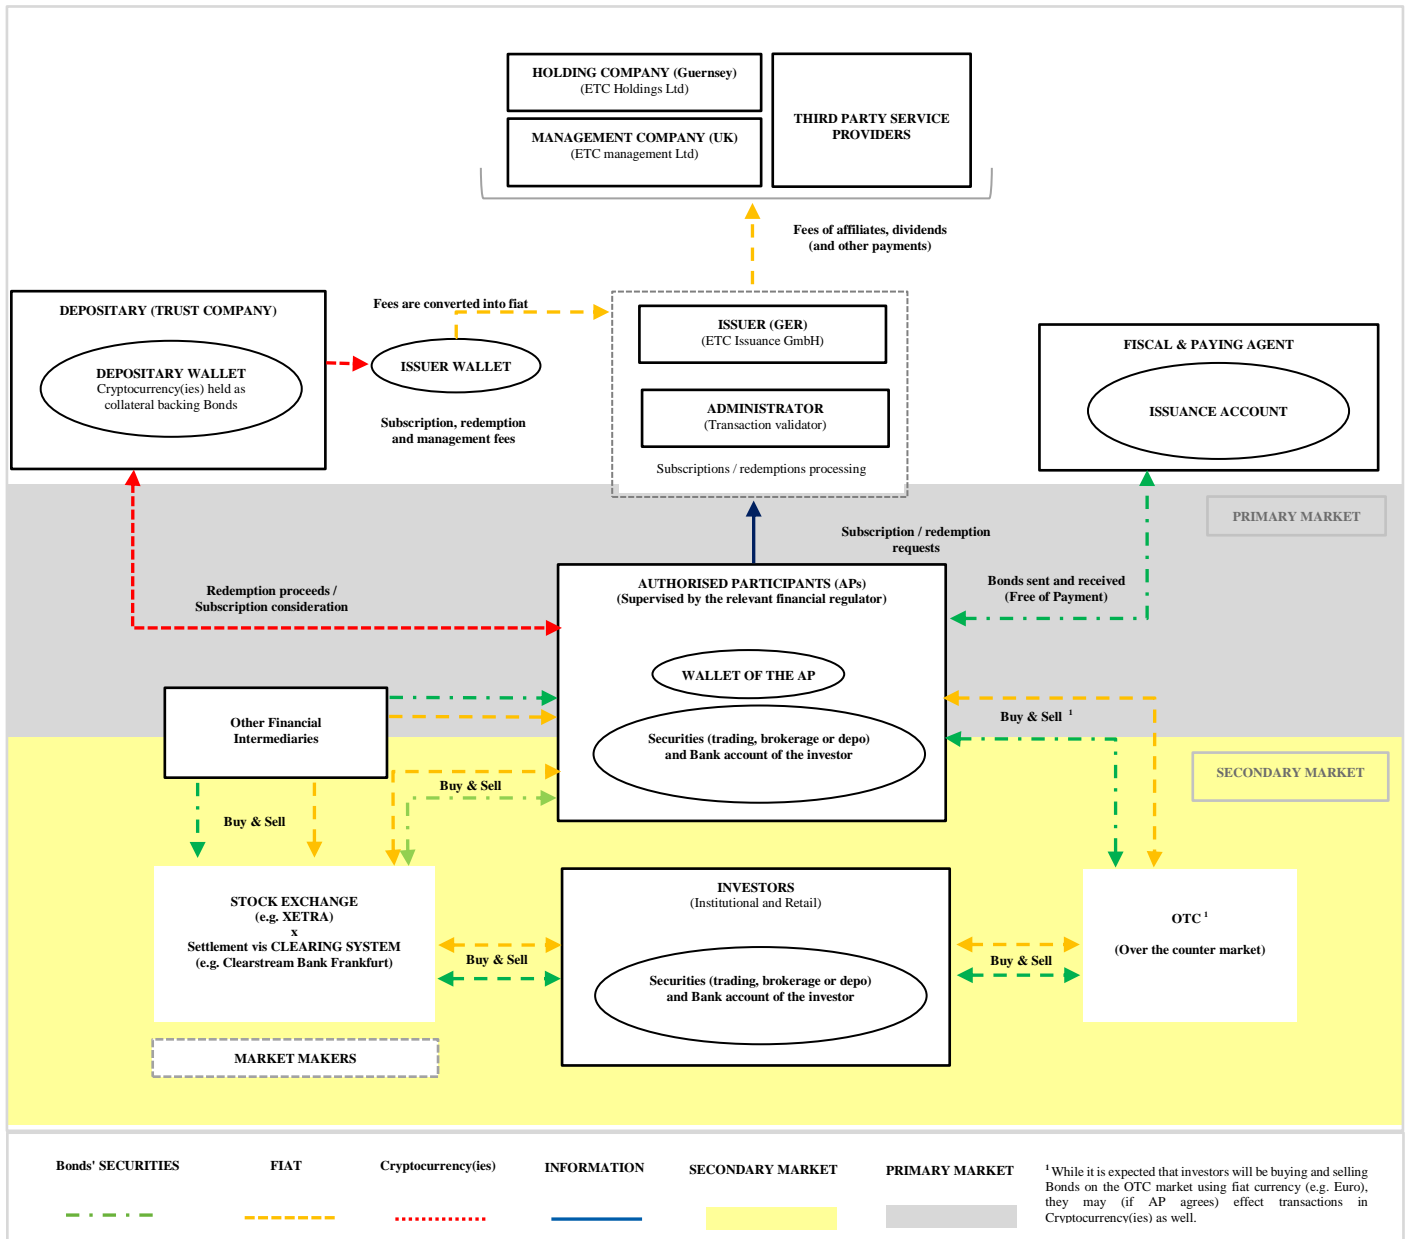 HOLDING COMPANY (Guernsey)
(ETC Holdings Ltd)
MANAGEMENT COMPANY (UK)
(ETC management Ltd)
THIRD PARTY SERVICE
PROVIDERS
Fees of affiliates, dividends
(and other payments)
DEPOSITARY (TRUST COMPANY)
DEPOSITARY WALLET
Cryptocurrency(ies) held as
collateral backing Bonds
Fees are converted into fiat
ISSUER WALLET
Subscription, redemption
and management fees
ISSUER (GER)
(ETC Issuance GmbH)
ADMINISTRATOR
(Transaction validator)
Subscriptions / redemptions processing
FISCAL & PAYING AGENT
ISSUANCE ACCOUNT
PRIMARY MARKET
Subscription / redemption
requests
Redemption proceeds /
Subscription consideration
AUTHORISED PARTICIPANTS (APs)
(Supervised by the relevant financial regulator)
Bonds sent and received
(Free of Payment)
WALLET OF THE AP
Securities (trading, brokerage or depo)
and Bank account of the investor
Other Financial
Intermediaries
Buy & Sell 1
SECONDARY MARKET
Buy & Sell
Buy & Sell
STOCK EXCHANGE
(e.g. XETRA)
x
Settlement vis CLEARING SYSTEM
(e.g. Clearstream Bank Frankfurt)
Buy & Sell
INVESTORS
(Institutional and Retail)
Securities (trading, brokerage or depo)
and Bank account of the investor
Buy & Sell
OTC 1
(Over the counter market)
MARKET MAKERS
Bonds' SECURITIES
FIAT
Cryptocurrency(ies)
INFORMATION
SECONDARY MARKET
PRIMARY MARKET
1 While it is expected that investors will be buying and selling
Bonds on the OTC market using fiat currency (e.g. Euro),
they may (if AP agrees) effect transactions in
Cryptocurrency(ies) as well.